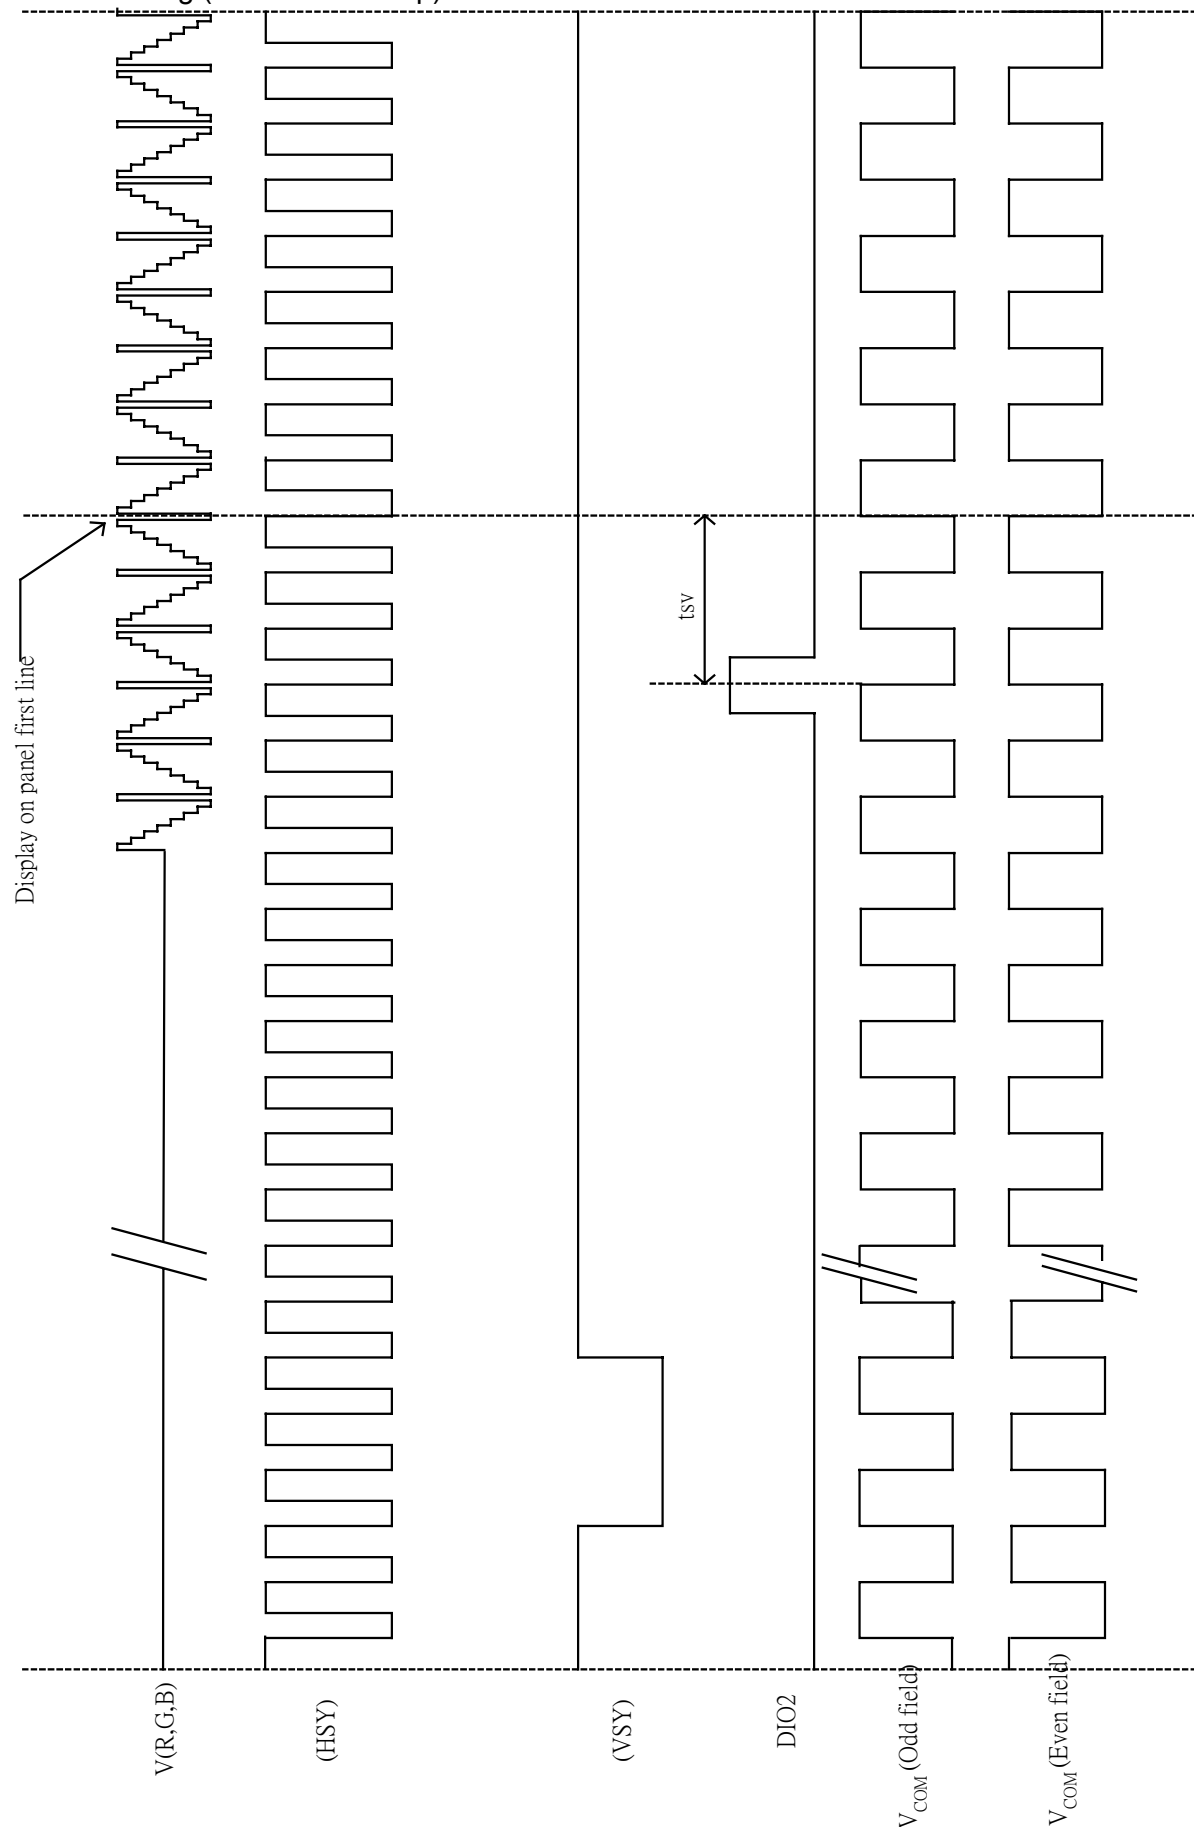 Display on panel first line
tsv
V(R,G,B)
(HSY)
(VSY)
DIO2
V_COM (Odd field)
V_COM (Even field)